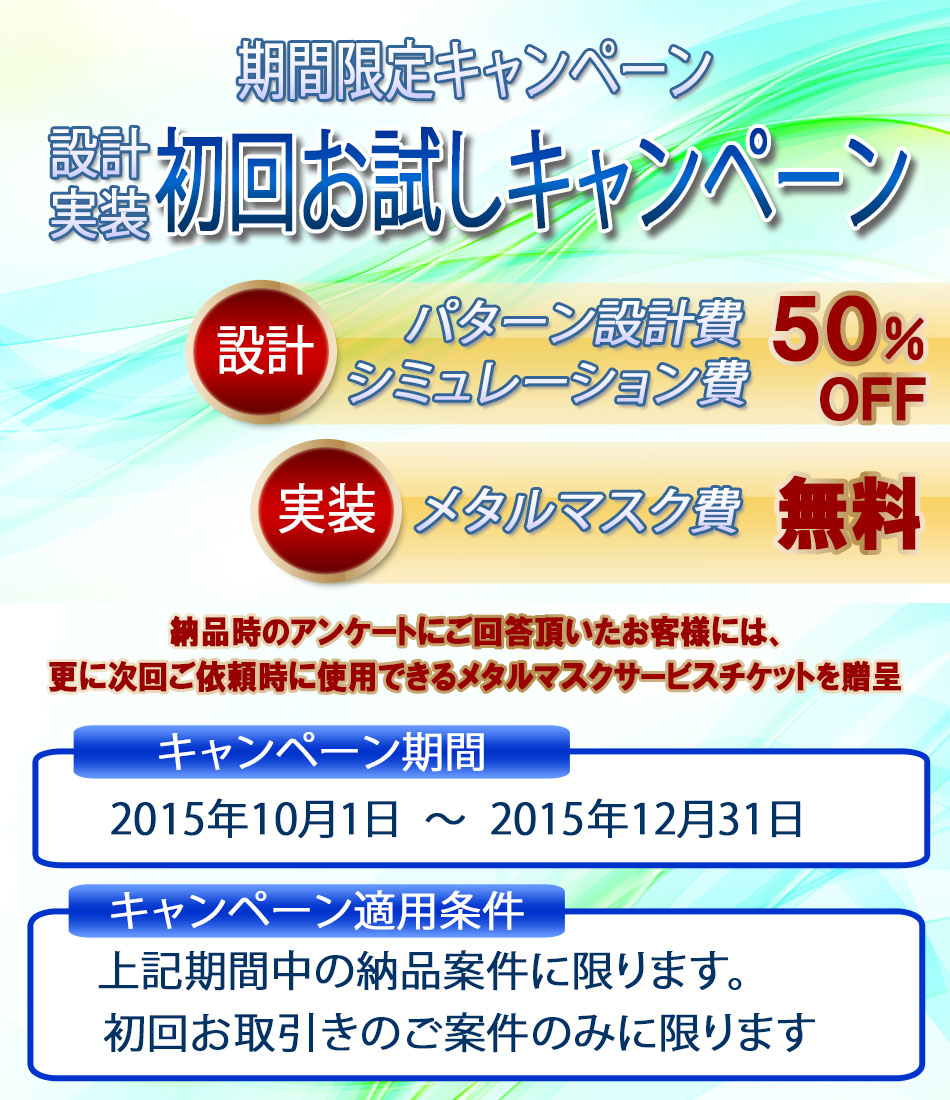 期間限定キャンペーン
設計
実装
初回お試しキャンペーン
設計
パターン設計費
シミュレーション費
50%
OFF
実装
メタルマスク費
無料
納品時のアンケートにご回答頂いたお客様には、
更に次回ご依頼時に使用できるメタルマスクサービスチケットを贈呈
キャンペーン期間
2015年10月1日 ～ 2015年12月31日
キャンペーン適用条件
上記期間中の納品案件に限ります。
初回お取引きのご案件のみに限ります